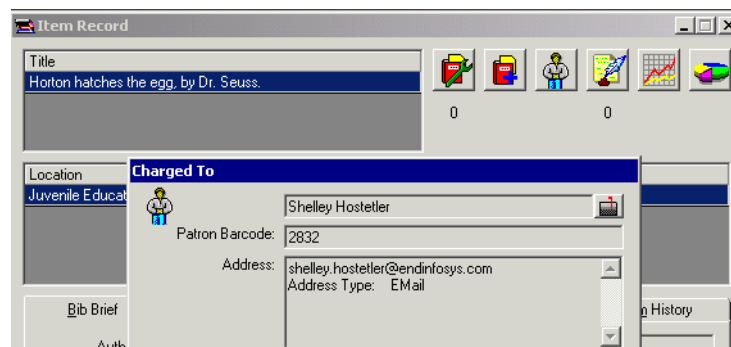 Item Record
Title
Horton hatches the egg, by Dr. Seuss.
0 0
Location
Juvenile Educat
Charged To
Shelley Hostetler
Patron Barcode: 2832
Address: shelley.hostetler@endinfosys.com
Address Type: EMail
Bib Brief
History